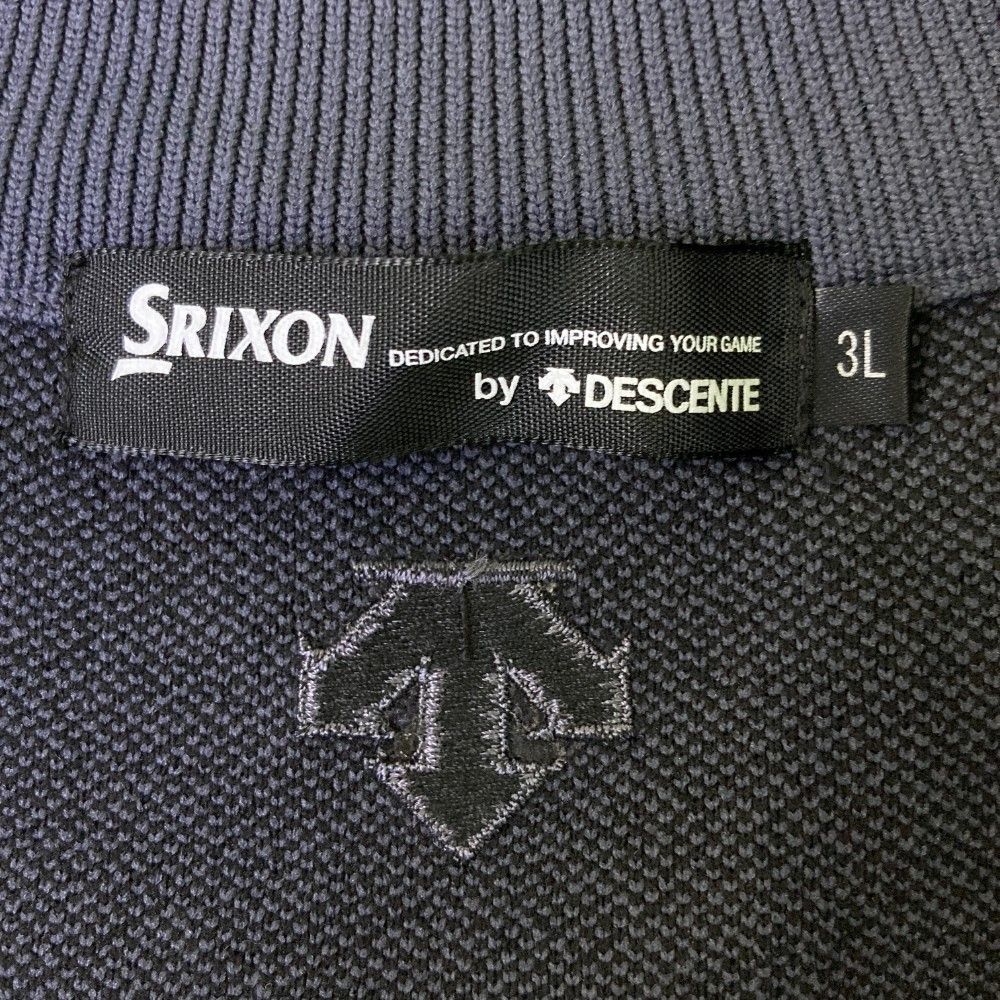 SRIXON DEDICATED TO IMPROVING YOUR GAME
by DESCENTE
3L